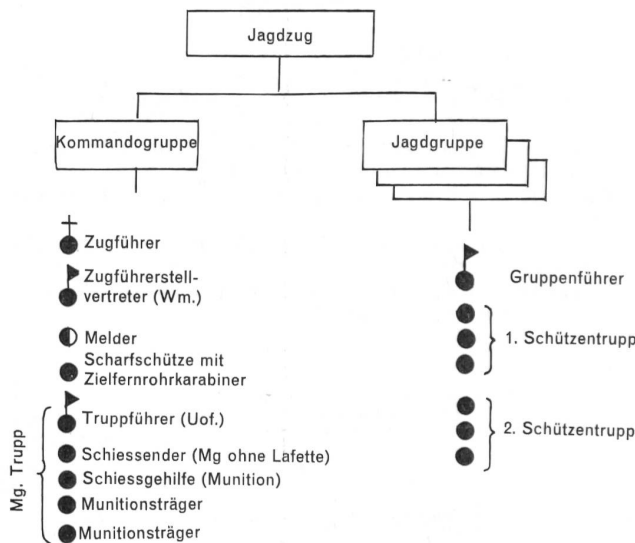 Jagdzug
Kommandogruppe
Jagdgruppe
Zugführer
Zugführerstell-
vertreter (Wm.)
Melder
Scharfschütze mit
Zielfernrohrkarabiner
Mg. Trupp
Truppführer (Uof.)
Schiessender (Mg ohne Lafette)
Schiessgehilfe (Munition)
Munitionsträger
Munitionsträger
Gruppenführer
1. Schützentrupp
2. Schützentrupp